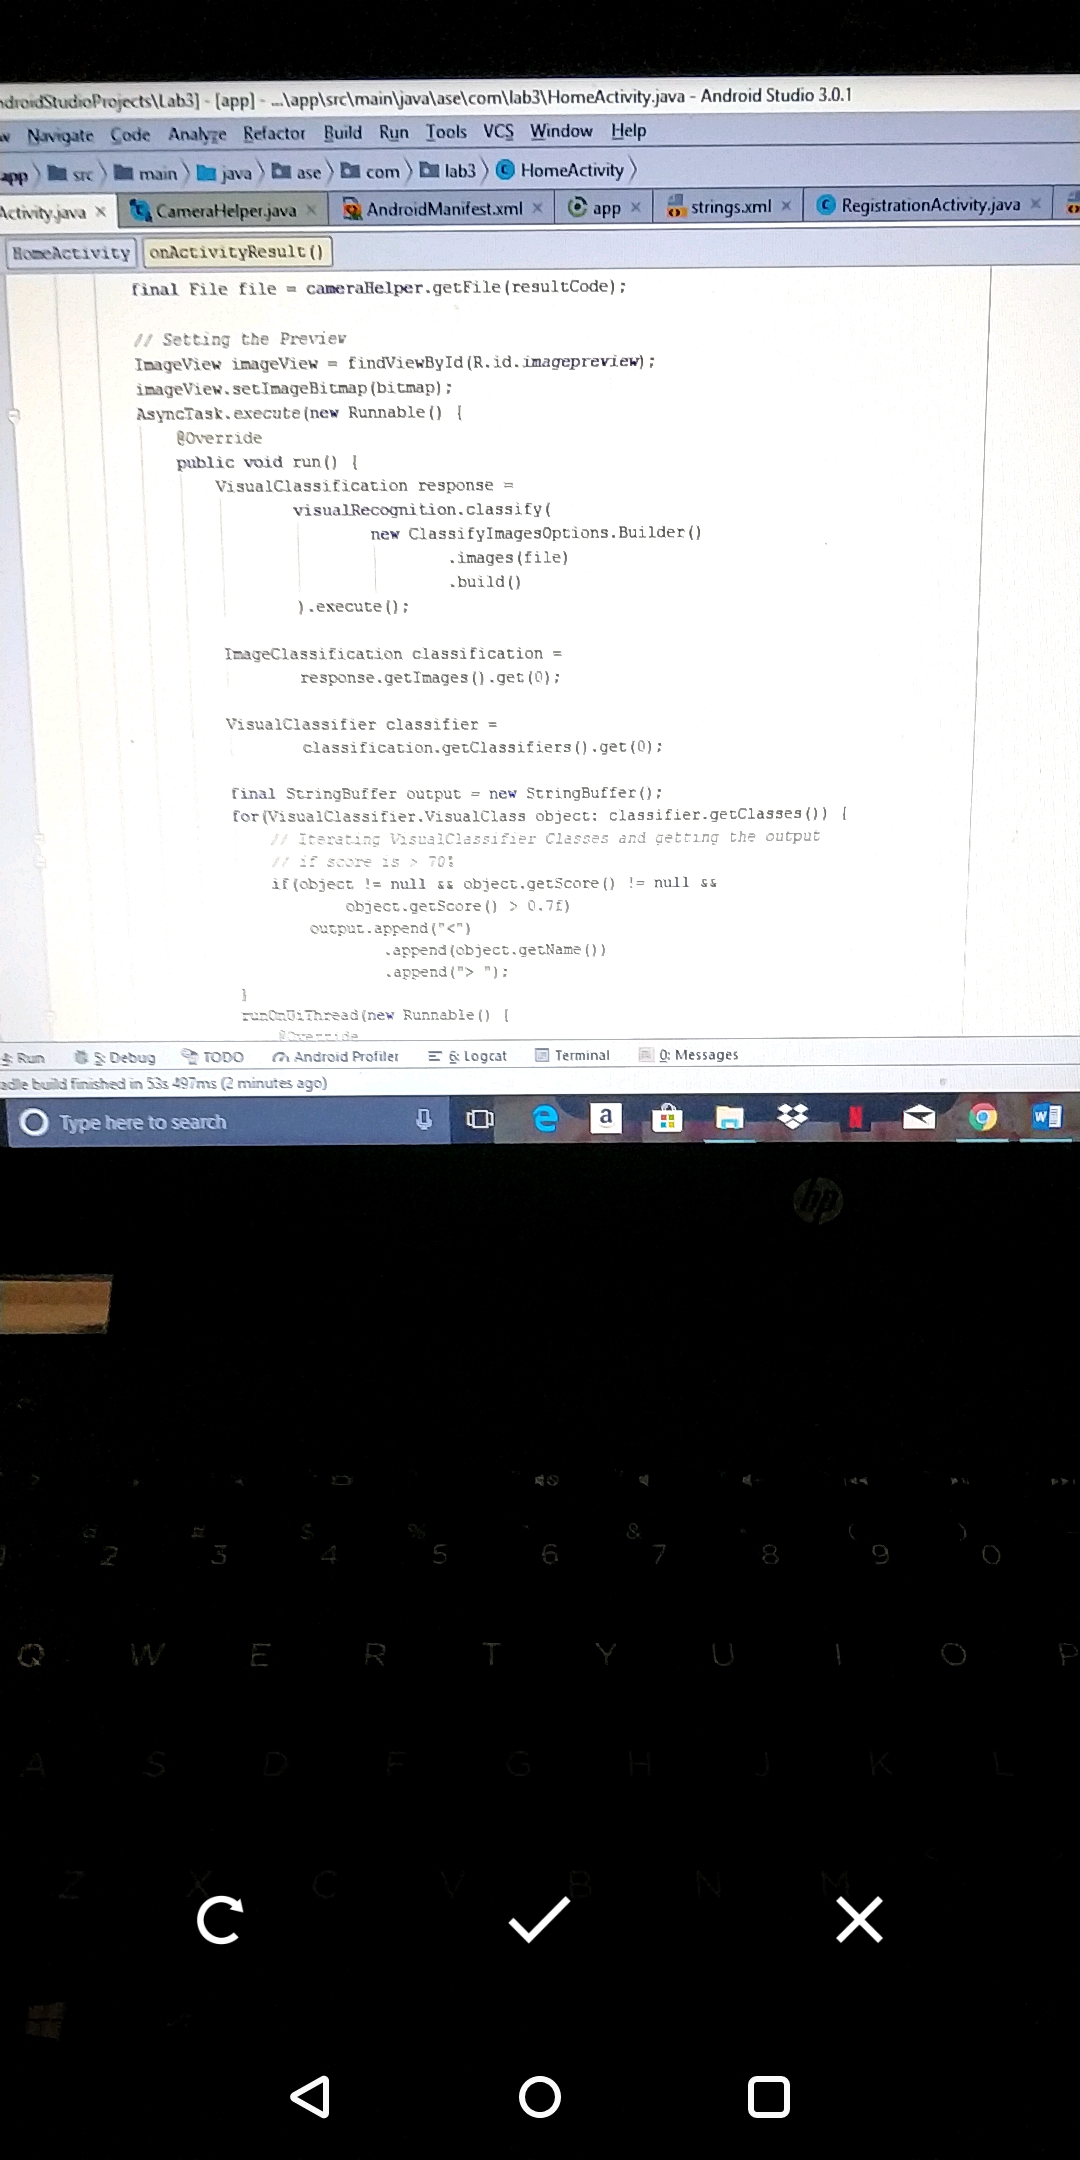 droidStudioProjects\Lab3] - [app] - ...\app\src\main\java\ase\com\lab3\HomeActivity.java - Android Studio 3.0.1
w Navigate Code Analyze Refactor Build Run Tools VCS Window Help
app src main java ase com lab3 HomeActivity
Activity.java CameraHelper.java AndroidManifest.xml app strings.xml RegistrationActivity.java
HomeActivity onActivityResult()
final File file = cameraHelper.getFile(resultCode);
// Setting the Preview
ImageView imageView = findViewById(R.id.imagepreview);
imageView.setImageBitmap(bitmap);
AsyncTask.execute(new Runnable() {
@Override
public void run() {
VisualClassification response =
visualRecognition.classify(
new ClassifyImagesOptions.Builder()
.images(file)
.build()
).execute();
ImageClassification classification =
response.getImages().get(0);
VisualClassifier classifier =
classification.getClassifiers().get(0);
final StringBuffer output = new StringBuffer();
for(VisualClassifier.VisualClass object: classifier.getClasses()) {
// Iterating VisualClassifier Classes and getting the output
// if score is > 70%
if(object != null && object.getScore() != null &&
object.getScore() > 0.7f)
output.append("<")
.append(object.getName())
.append("> ");
}
runOnUiThread(new Runnable() {
@Override
4: Run 5: Debug TODO Android Profiler 6: Logcat Terminal 0: Messages
adle build finished in 53s 497ms (2 minutes ago)
Type here to search a N W
hp
2 3 4 5 6 & 7 8 ( 9 ) 0
Q W E R T Y U I O P
A S D F G H J K L
Z X C V B N M